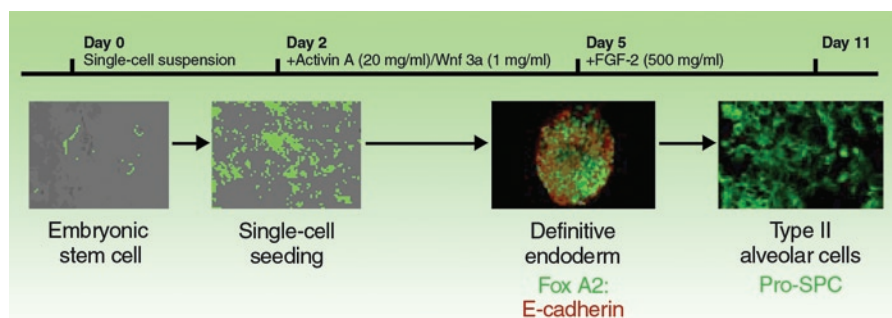 Day 0
Single-cell suspension
Day 2
+Activin A (20 mg/ml)/Wnf 3a (1 mg/ml)
Day 5
+FGF-2 (500 mg/ml)
Day 11
Embryonic
stem cell
Single-cell
seeding
Definitive
endoderm
Fox A2:
E-cadherin
Type II
alveolar cells
Pro-SPC